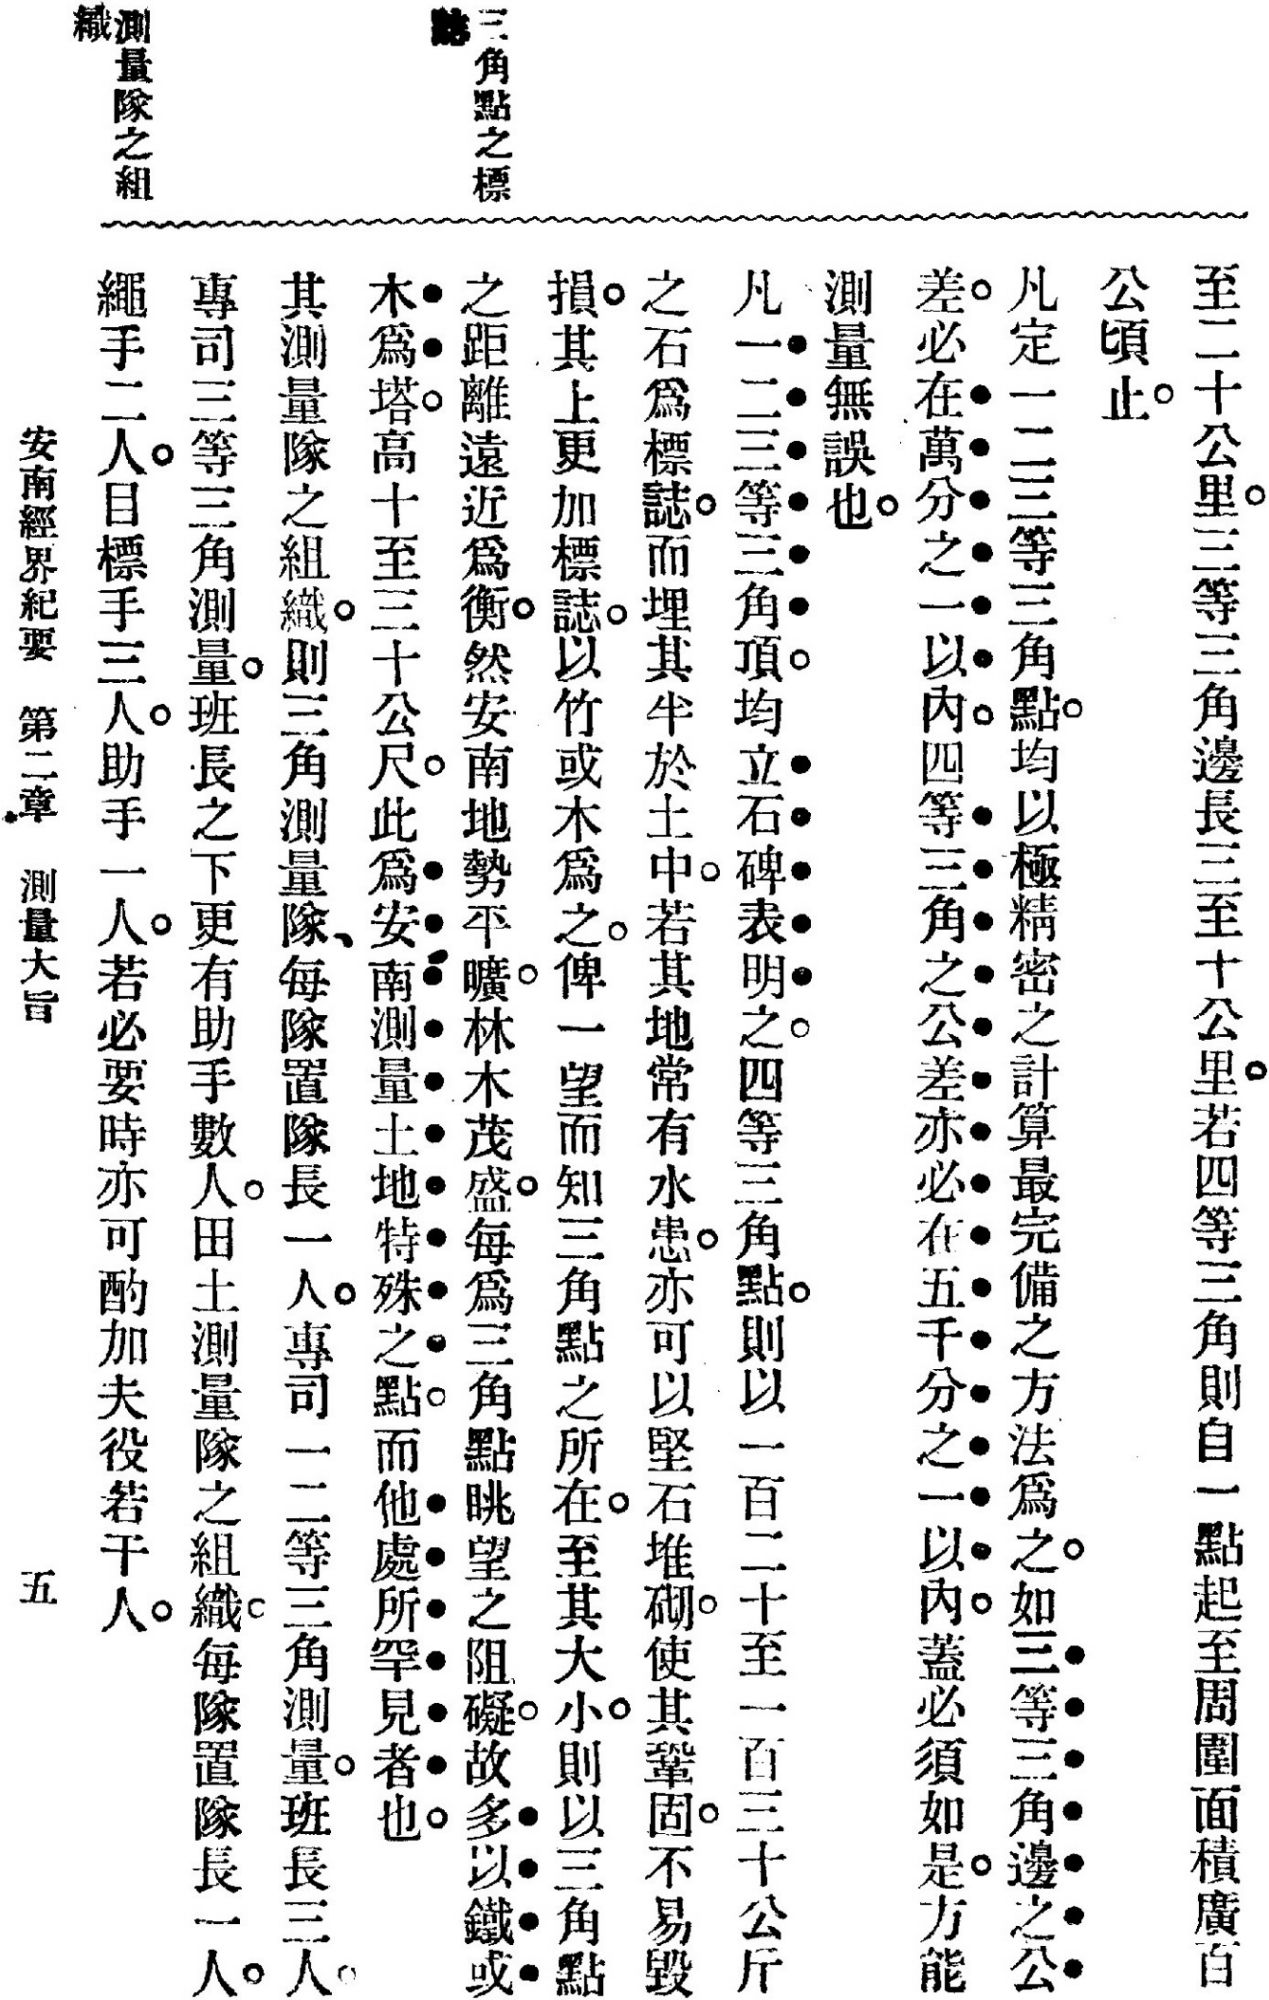 三角點之標
誌
測量隊之組
織
至二十公里。三等三角邊長三至十公里。若四等三角則自一點起至周圍面積廣百
公頃止。
凡定一二三等三角點。均以極精密之計算最完備之方法爲之。如三等三角邊之公
差。必在萬分之一以內。四等三角之公差亦必在五千分之一以內。蓋必須如是。方能
測量無誤也。
凡一二三等三角頂。均立石碑表明之。四等三角點。則以一百二十至一百三十公斤
之石爲標誌。而埋其半於土中。若其地常有水患。亦可以堅石堆砌。使其鞏固。不易毀
損。其上更加標誌。以竹或木爲之。俾一望而知三角點之所在。至其大小。則以三角點
之距離遠近爲衡。然安南地勢平曠。林木茂盛。每爲三角點眺望之阻礙。故多以鐵或
木爲塔。高十至三十公尺。此爲安南測量土地特殊之點。而他處所罕見者也。
其測量隊之組織。則三角測量隊、每隊置隊長一人。專司一二等三角測量。班長三人。
專司三等三角測量。班長之下更有助手數人。田土測量隊之組織。每隊置隊長一人。
繩手二人。目標手三人。助手一人。若必要時亦可酌加夫役若干人。
安南經界紀要 第二章 測量大旨 五